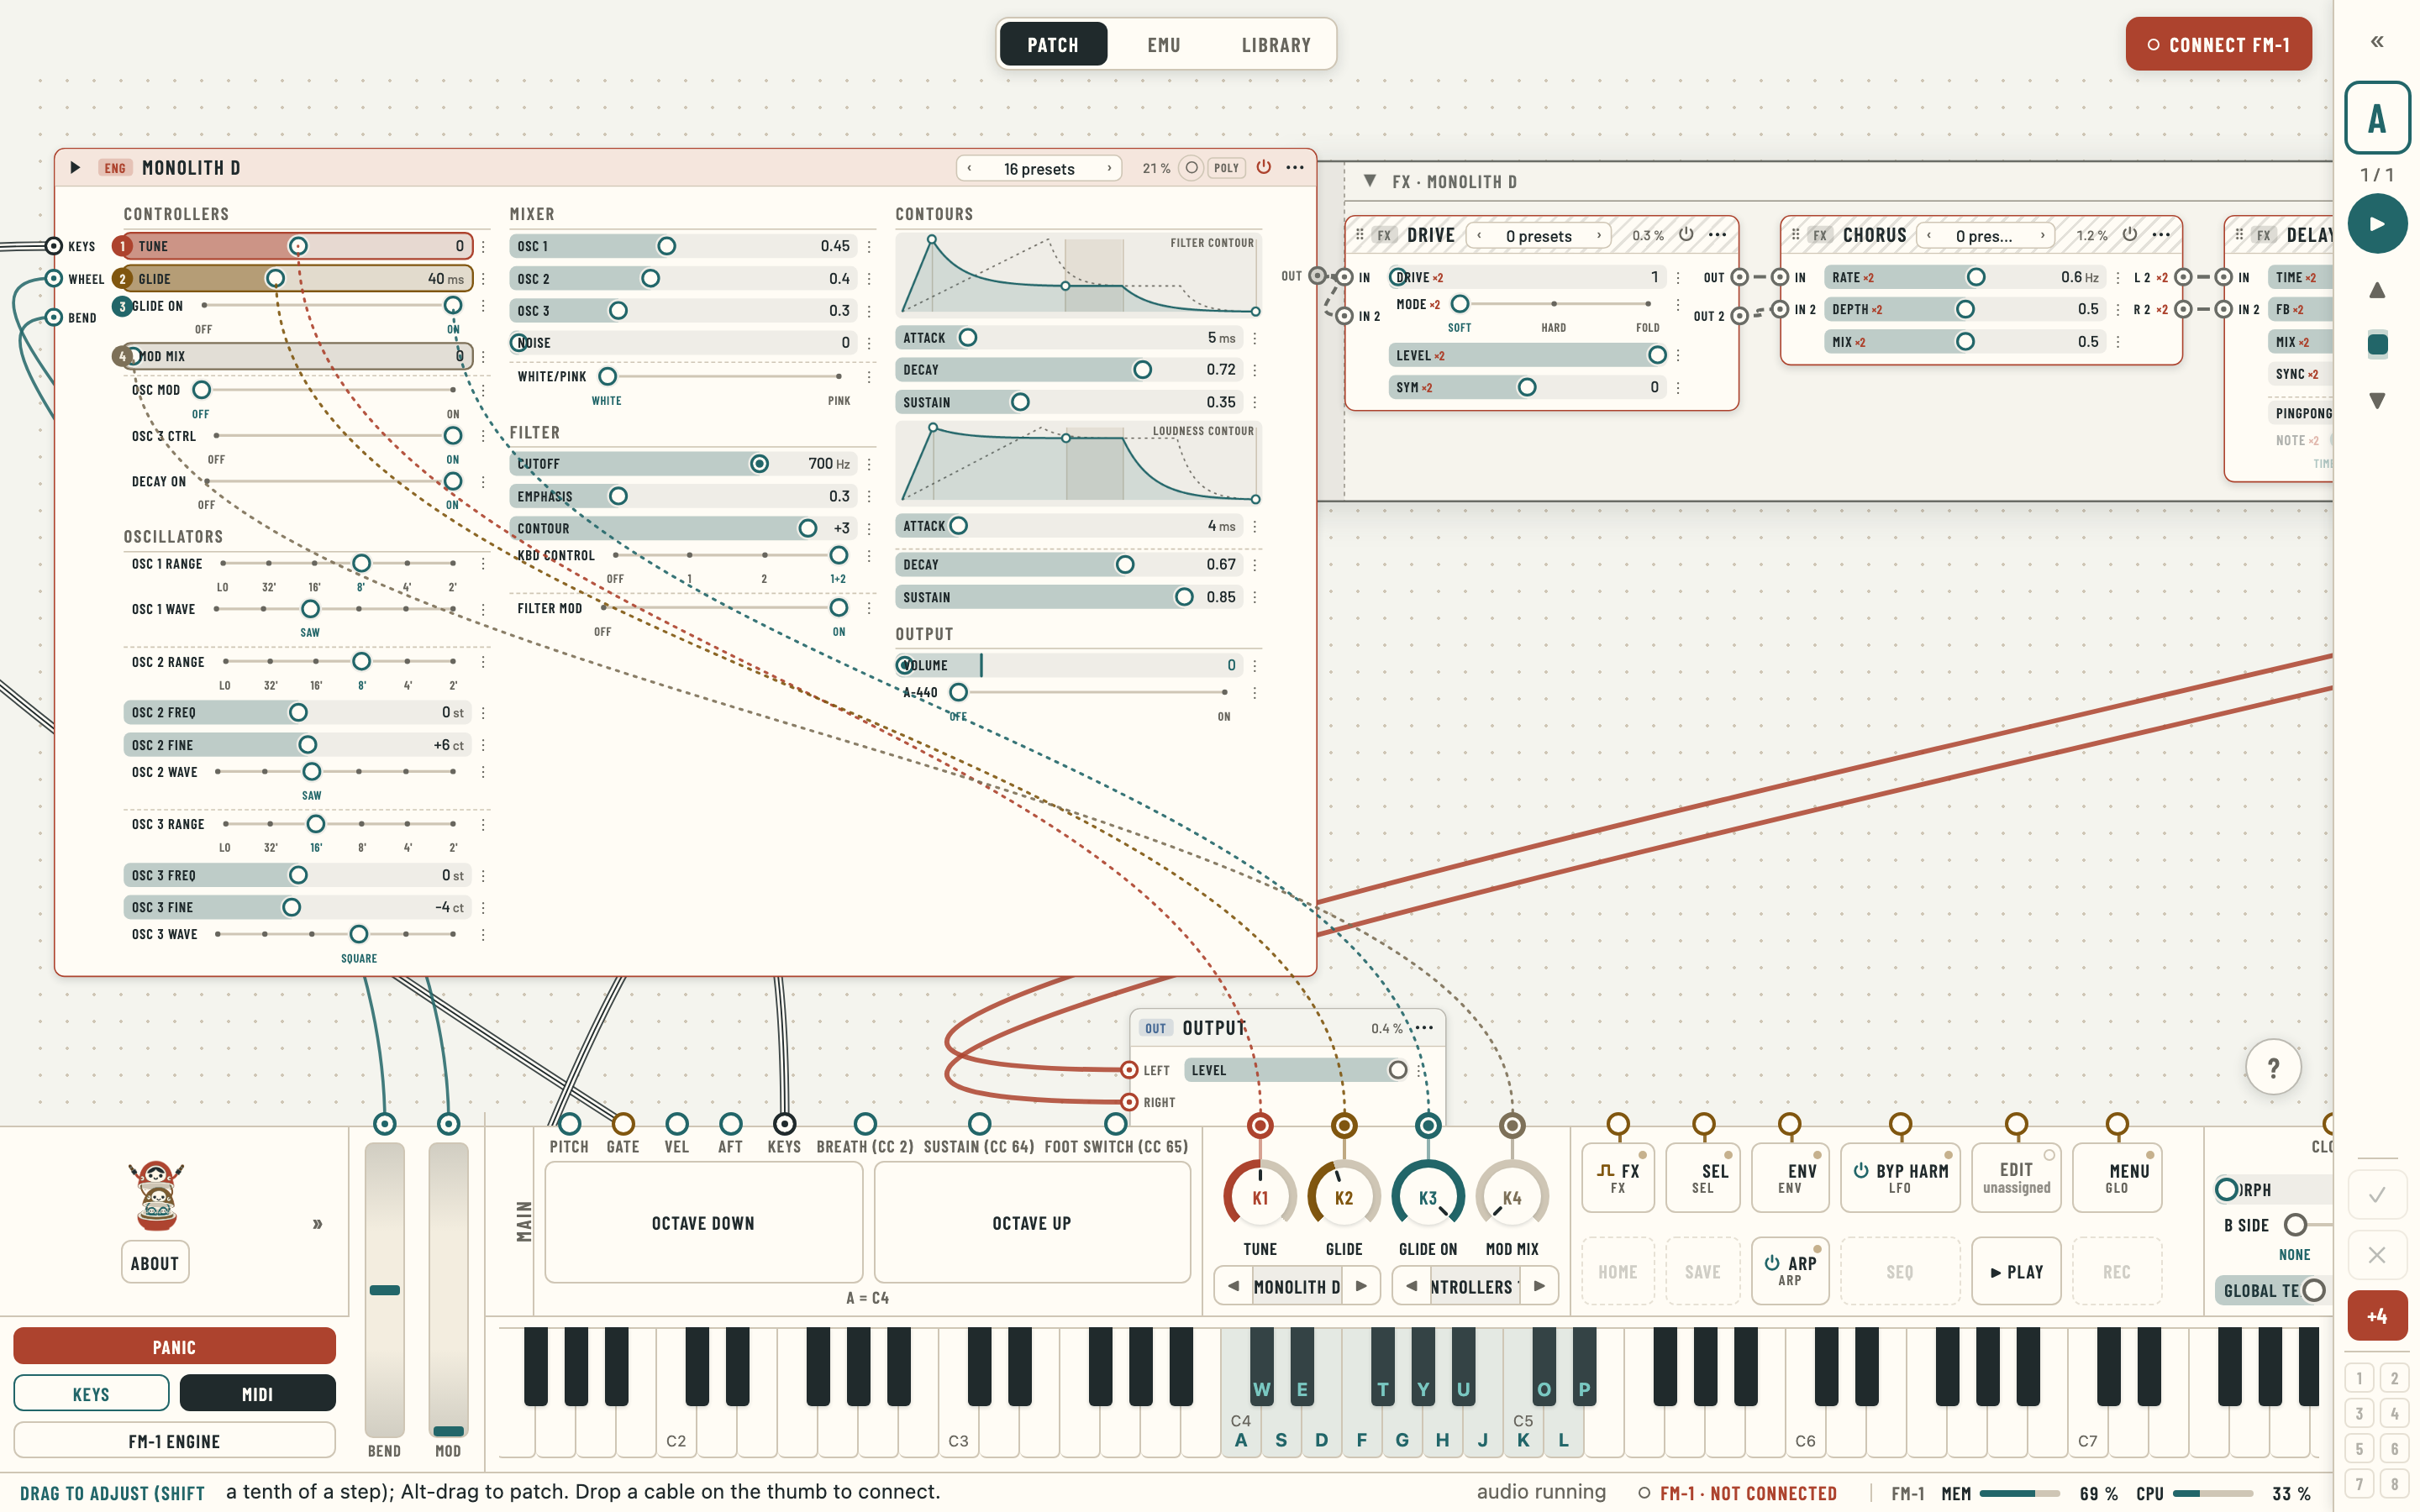 PATCH EMU LIBRARY
CONNECT FM-1
«
A
1 / 1
ENG MONOLITH D
‹ 16 presets ›
21 % POLY
KEYS
WHEEL
BEND
CONTROLLERS
1 TUNE 0
2 GLIDE 40 ms
3 GLIDE ON
OFF ON
4 MOD MIX 0
OSC MOD
OFF ON
OSC 3 CTRL
OFF ON
DECAY ON
OFF ON
OSCILLATORS
OSC 1 RANGE
LO 32' 16' 8' 4' 2'
OSC 1 WAVE
SAW
OSC 2 RANGE
LO 32' 16' 8' 4' 2'
OSC 2 FREQ 0 st
OSC 2 FINE +6 ct
OSC 2 WAVE
SAW
OSC 3 RANGE
LO 32' 16' 8' 4' 2'
OSC 3 FREQ 0 st
OSC 3 FINE -4 ct
OSC 3 WAVE
SQUARE
MIXER
OSC 1 0.45
OSC 2 0.4
OSC 3 0.3
NOISE 0
WHITE/PINK
WHITE PINK
FILTER
CUTOFF 700 Hz
EMPHASIS 0.3
CONTOUR +3
KBD CONTROL
OFF 1 2 1+2
FILTER MOD
OFF ON
CONTOURS
FILTER CONTOUR
ATTACK 5 ms
DECAY 0.72
SUSTAIN 0.35
LOUDNESS CONTOUR
ATTACK 4 ms
DECAY 0.67
SUSTAIN 0.85
OUTPUT
VOLUME 0
A-440
OFF ON
OUT
FX · MONOLITH D
FX DRIVE ‹ 0 presets › 0.3 %
IN
IN 2
DRIVE ×2 1
MODE ×2
SOFT HARD FOLD
LEVEL ×2
SYM ×2 0
OUT
OUT 2
FX CHORUS ‹ 0 pres... › 1.2 %
IN
IN 2
RATE ×2 0.6 Hz
DEPTH ×2 0.5
MIX ×2 0.5
L 2 ×2
R 2 ×2
FX DELAY
IN
IN 2
TIME ×2
FB ×2
MIX ×2
SYNC ×2
PINGPONG
NOTE ×2
TIM
OUT OUTPUT 0.4 %
LEFT LEVEL
RIGHT
?
ABOUT
»
PANIC
KEYS MIDI
FM-1 ENGINE
BEND MOD
MAIN
PITCH GATE VEL AFT KEYS BREATH (CC 2) SUSTAIN (CC 64) FOOT SWITCH (CC 65)
OCTAVE DOWN OCTAVE UP
A = C4
K1 K2 K3 K4
TUNE GLIDE GLIDE ON MOD MIX
MONOLITH D NTROLLERS
FX
FX
SEL
SEL
ENV
ENV
BYP HARM
LFO
EDIT
unassigned
MENU
GLO
HOME SAVE
ARP
ARP
SEQ PLAY REC
CLO
RPH
B SIDE
NONE
GLOBAL TE
+4
1 2
3 4
5 6
7 8
W E T Y U O P
C4 C5
C2 C3 A S D F G H J K L C6 C7
DRAG TO ADJUST (SHIFT a tenth of a step); Alt-drag to patch. Drop a cable on the thumb to connect.
audio running FM-1 · NOT CONNECTED FM-1 MEM 69 % CPU 33 %